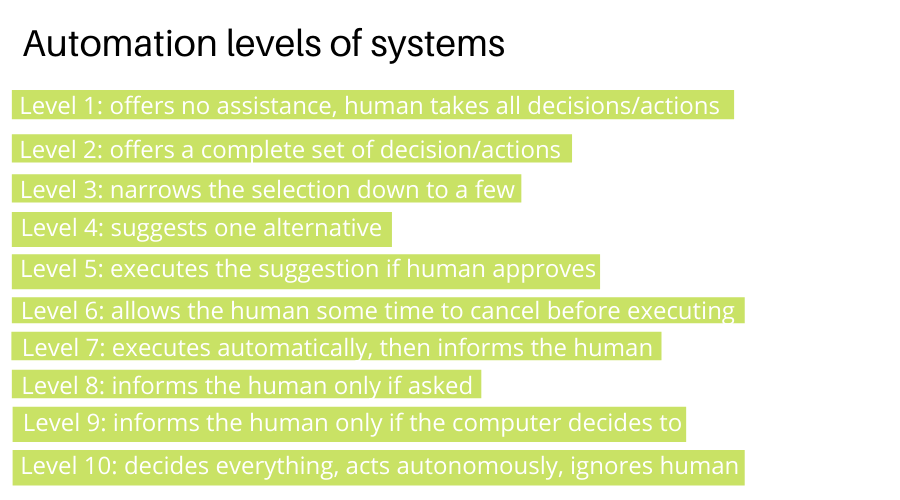 Automation levels of systems
Level 1: offers no assistance, human takes all decisions/actions
Level 2: offers a complete set of decision/actions
Level 3: narrows the selection down to a few
Level 4: suggests one alternative
Level 5: executes the suggestion if human approves
Level 6: allows the human some time to cancel before executing
Level 7: executes automatically, then informs the human
Level 8: informs the human only if asked
Level 9: informs the human only if the computer decides to
Level 10: decides everything, acts autonomously, ignores human